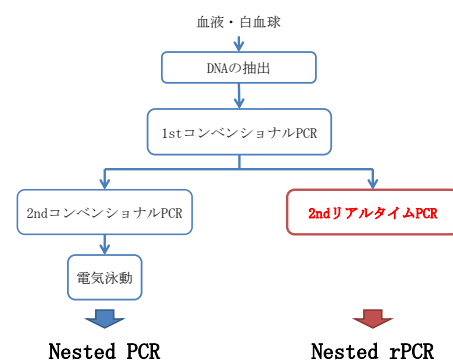 血液・白血球
DNAの抽出
1stコンベンショナルPCR
2ndコンベンショナルPCR
2ndリアルタイムPCR
電気泳動
Nested PCR
Nested rPCR